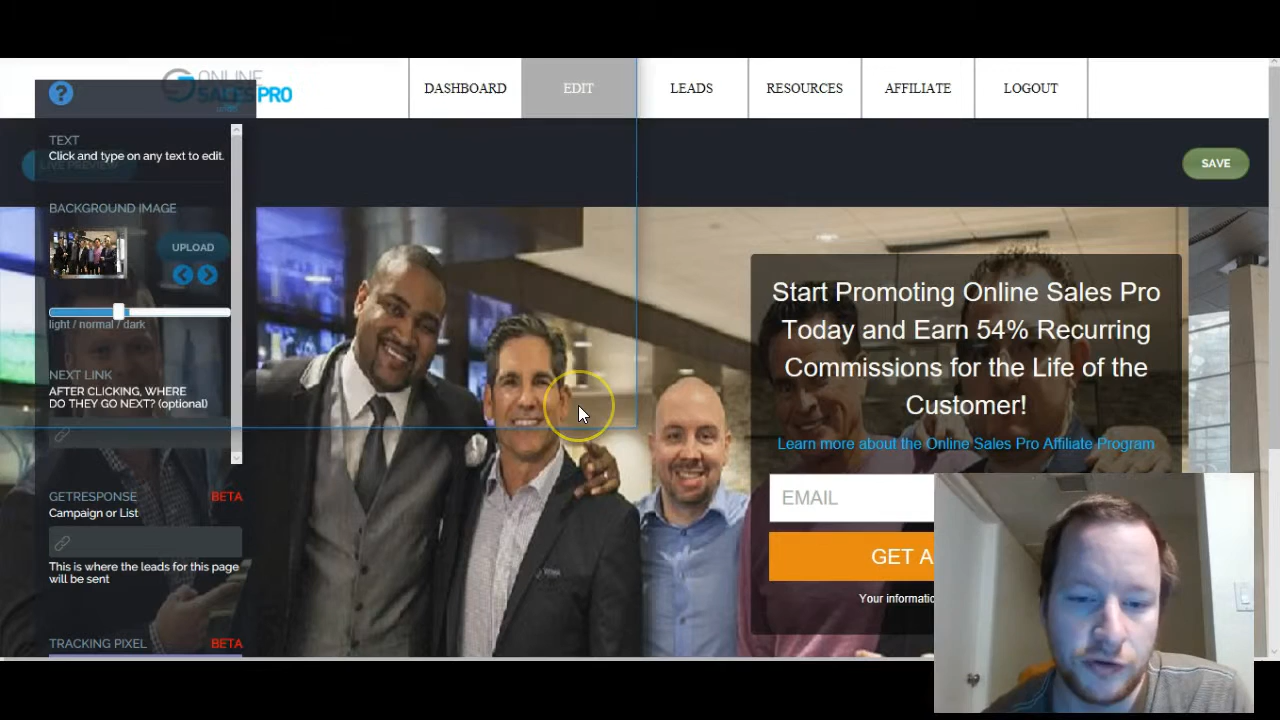 ?
ONLINE
SALES PRO
DASHBOARD
EDIT
LEADS
RESOURCES
AFFILIATE
LOGOUT
TEXT
Click and type on any text to edit.
LIVE PREVIEW
SAVE
BACKGROUND IMAGE
UPLOAD
light / normal / dark
NEXT LINK
AFTER CLICKING, WHERE
DO THEY GO NEXT? (optional)
GETRESPONSE BETA
Campaign or List
This is where the leads for this page
will be sent
TRACKING PIXEL BETA
Start Promoting Online Sales Pro
Today and Earn 54% Recurring
Commissions for the Life of the
Customer!
Learn more about the Online Sales Pro Affiliate Program
EMAIL
GET A
Your informatio